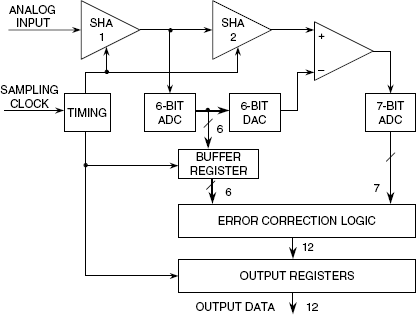 ANALOG
INPUT
SHA
1
SHA
2
+
–
SAMPLING
CLOCK
TIMING
6-BIT
ADC
6-BIT
DAC
7-BIT
ADC
6
BUFFER
REGISTER
6
7
ERROR CORRECTION LOGIC
12
OUTPUT REGISTERS
OUTPUT DATA
12